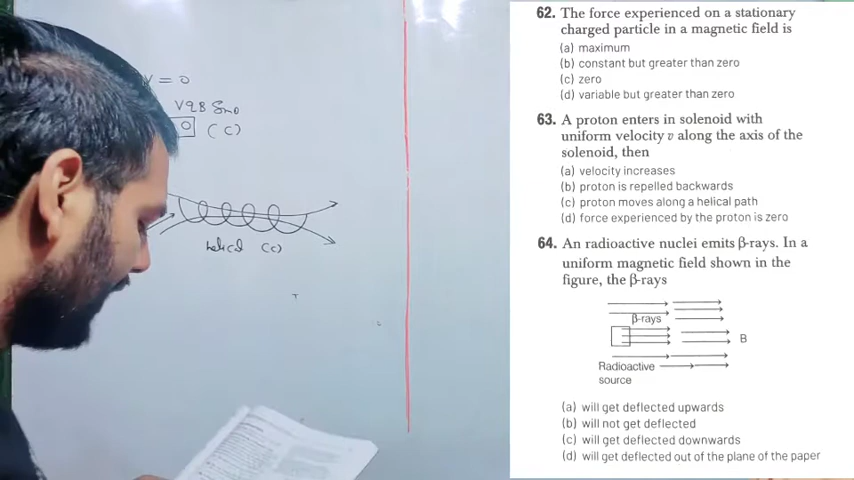 V = 0
V q B Sinθ
0 (c)
helical (c)
62. The force experienced on a stationary
charged particle in a magnetic field is
(a) maximum
(b) constant but greater than zero
(c) zero
(d) variable but greater than zero
63. A proton enters in solenoid with
uniform velocity v along the axis of the
solenoid, then
(a) velocity increases
(b) proton is repelled backwards
(c) proton moves along a helical path
(d) force experienced by the proton is zero
64. An radioactive nuclei emits β-rays. In a
uniform magnetic field shown in the
figure, the β-rays
β-rays
B
Radioactive
source
(a) will get deflected upwards
(b) will not get deflected
(c) will get deflected downwards
(d) will get deflected out of the plane of the paper